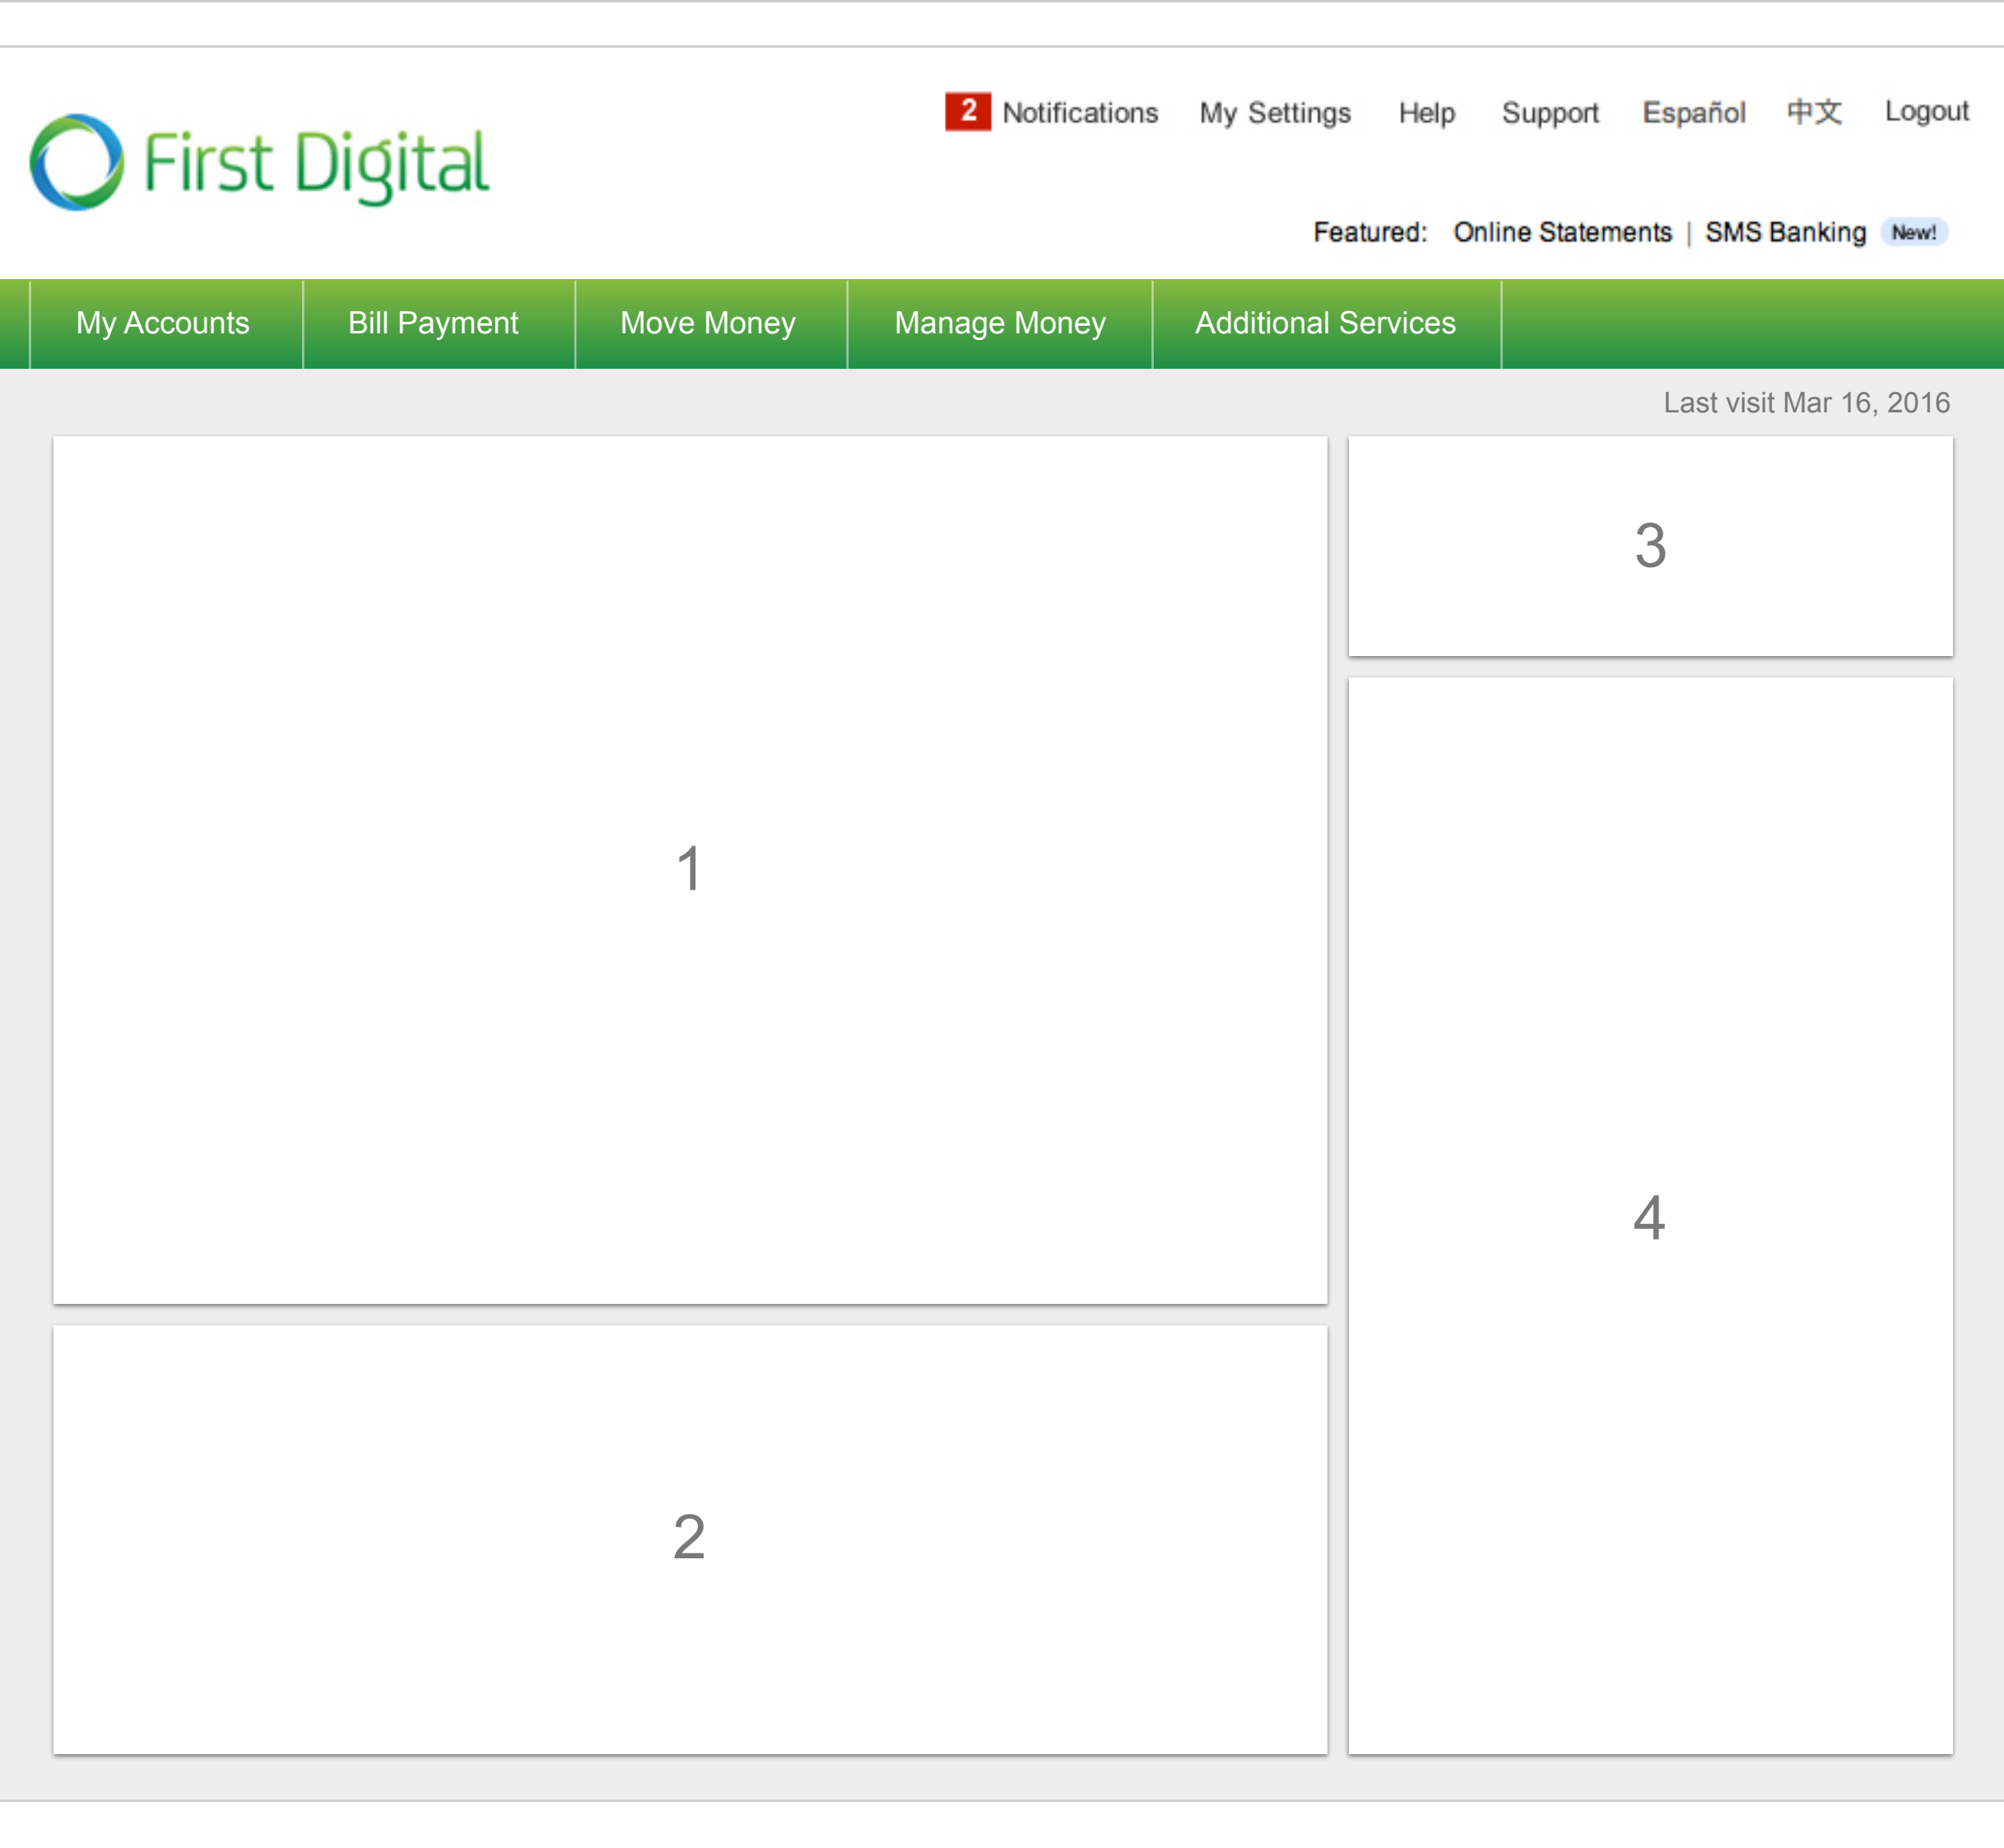 2 Notifications My Settings Help Support Español 中文 Logout
First Digital
Featured: Online Statements | SMS Banking New!
My Accounts Bill Payment Move Money Manage Money Additional Services
Last visit Mar 16, 2016
1
2
3
4